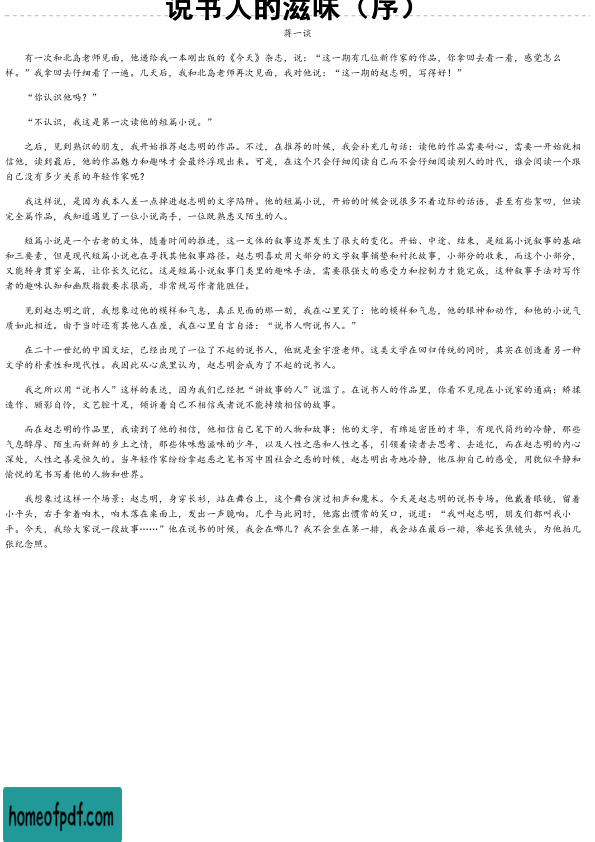 说书人的滋味（序）
蒋一谈
有一次和北岛老师见面，他递给我一本刚出版的《今天》杂志，说：“这一期有几位新作家的作品，你拿回去看一看，感觉怎么
样。”我拿回去仔细看了一遍。几天后，我和北岛老师再次见面，我对他说：“这一期的赵志明，写得好！”
“你认识他吗？”
“不认识，我这是第一次读他的短篇小说。”
之后，见到熟识的朋友，我开始推荐赵志明的作品。不过，在推荐的时候，我会补充几句话：读他的作品需要耐心，需要一开始就相
信他，读到最后，他的作品魅力和趣味才会最终浮现出来。可是，在这个只会仔细阅读自己而不会仔细阅读别人的时代，谁会阅读一个跟
自己没有多少关系的年轻作家呢？
我这样说，是因为我本人差一点掉进赵志明的文字陷阱。他的短篇小说，开始的时候会说很多不着边际的话语，甚至有些絮叨，但读
完全篇作品，我知道遇见了一位小说高手，一位既熟悉又陌生的人。
短篇小说是一个古老的文体，随着时间的推进，这一文体的叙事边界发生了很大的变化。开始、中途、结束，是短篇小说叙事的基础
和三要素，但是现代短篇小说也在寻找其他叙事路径。赵志明喜欢用大部分的文字叙事铺垫和衬托故事，小部分的收束，而这个小部分，
又能转身贯穿全篇，让你长久记忆。这是短篇小说叙事门类里的趣味手法，需要很强大的感受力和控制力才能完成，这种叙事手法对写作
者的趣味认知和幽默指数要求很高，非常规写作者能胜任。
见到赵志明之前，我想象过他的模样和气息，真正见面的那一刻，我在心里笑了：他的模样和气息，他的眼神和动作，和他的小说气
质如此相近。由于当时还有其他人在座，我在心里自言自语：“说书人啊说书人。”
在二十一世纪的中国文坛，已经出现了一位了不起的说书人，他就是金宇澄老师。这类文学在回归传统的同时，其实在创造着另一种
文学的朴素性和现代性。我因此从心底里认为，赵志明会成为了不起的说书人。
我之所以用“说书人”这样的表达，因为我们已经把“讲故事的人”说滥了。在说书人的作品里，你看不见现在小说家的通病：矫揉
造作、顾影自怜，文艺腔十足，倾诉着自己不相信或者说不能持续相信的故事。
而在赵志明的作品里，我读到了他的相信，他相信自己笔下的人物和故事；他的文字，有绵延密匝的才华，有现代简约的冷静，那些
气息醇厚、陌生而新鲜的乡土之情，那些体味愁滋味的少年，以及人性之恶和人性之善，引领着读者去思考、去追忆，而在赵志明的内心
深处，人性之善是恒久的。当年轻作家纷纷拿起恶之笔书写中国社会之恶的时候，赵志明出奇地冷静，他压抑自己的感受，用貌似平静和
愉悦的笔书写着他的人物和世界。
我想象过这样一个场景：赵志明，身穿长衫，站在舞台上，这个舞台演过相声和魔术。今天是赵志明的说书专场。他戴着眼镜，留着
小平头，右手拿着响木，响木落在桌面上，发出一声脆响。几乎与此同时，他露出惯常的笑口，说道：“我叫赵志明，朋友们都叫我小
平。今天，我给大家说一段故事……”他在说书的时候，我会在哪儿？我不会坐在第一排，我会站在最后一排，举起长焦镜头，为他拍几
张纪念照。
homeofpdf.com